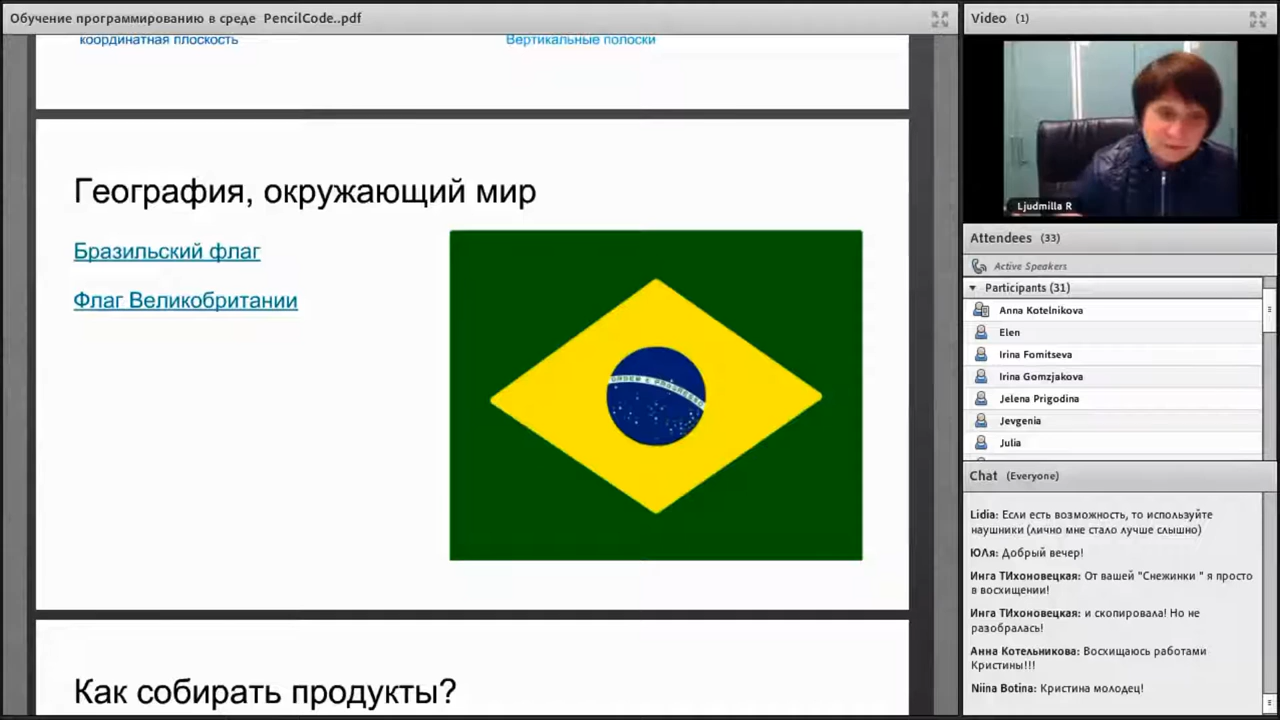 Обучение программированию в среде PencilCode..pdf
координатная плоскость
Вертикальные полоски
География, окружающий мир
Бразильский флаг
Флаг Великобритании
ORDEM E PROGRESSO
Как собирать продукты?
Video (1)
Ljudmilla R
Attendees (33)
Active Speakers
Participants (31)
Anna Kotelnikova
Elen
Irina Fomitseva
Irina Gomzjakova
Jelena Prigodina
Jevgenia
Julia
Chat (Everyone)
Lidia: Если есть возможность, то используйте
наушники (лично мне стало лучше слышно)
ЮЛя: Добрый вечер!
Инга ТИхоновецкая: От вашей "Снежинки " я просто
в восхищении!
Инга ТИхоновецкая: и скопировала! Но не
разобралась!
Анна Котельникова: Восхищаюсь работами
Кристины!!!
Niina Botina: Кристина молодец!